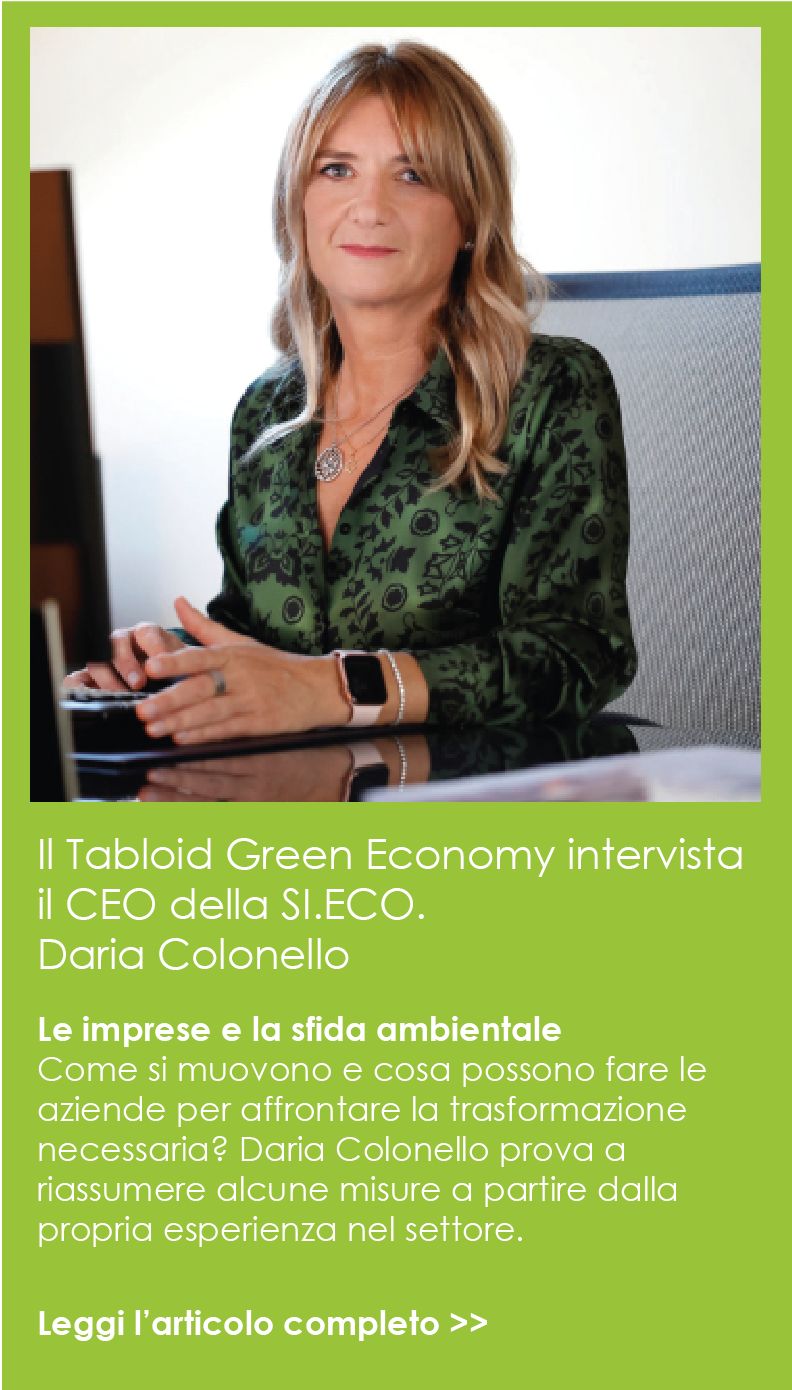 Il Tabloid Green Economy intervista
il CEO della SI.ECO.
Daria Colonello
Le imprese e la sfida ambientale
Come si muovono e cosa possono fare le
aziende per affrontare la trasformazione
necessaria? Daria Colonello prova a
riassumere alcune misure a partire dalla
propria esperienza nel settore.
Leggi l’articolo completo >>